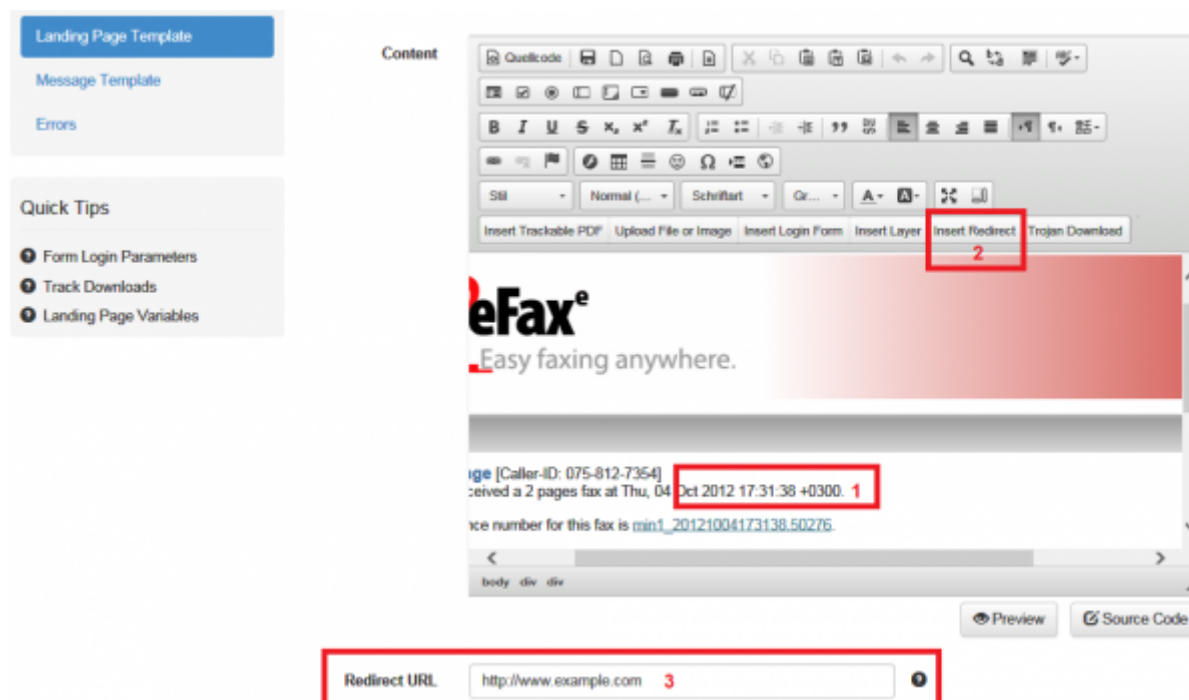 Landing Page Template
Message Template
Errors
Quick Tips
Form Login Parameters
Track Downloads
Landing Page Variables
Content
Quellcode
Stil
Normal (...
Schriftart
Gr...
Insert Trackable PDF Upload File or Image Insert Login Form Insert Layer Insert Redirect Trojan Download
2
eFax e
Easy faxing anywhere.
age [Caller-ID: 075-812-7354]
ceived a 2 pages fax at Thu, 04 Oct 2012 17:31:38 +0300. 1
nce number for this fax is min1_20121004173138.50276.
body div div
Preview Source Code
Redirect URL http://www.example.com 3